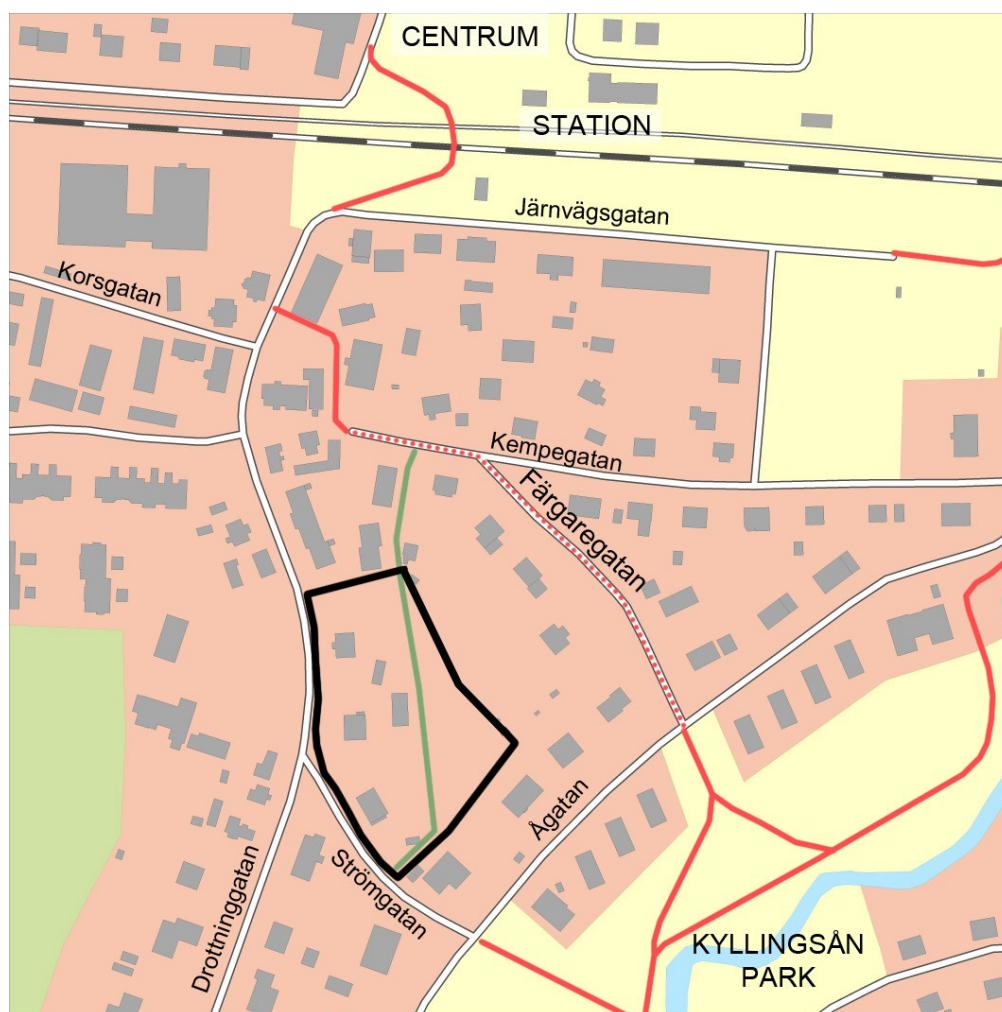 CENTRUM
STATION
Järnvägsgatan
Korsgatan
Kempegatan
Färgaregatan
Ågatan
Strömgatan
Drottninggatan
KYLLINGSÅN
PARK